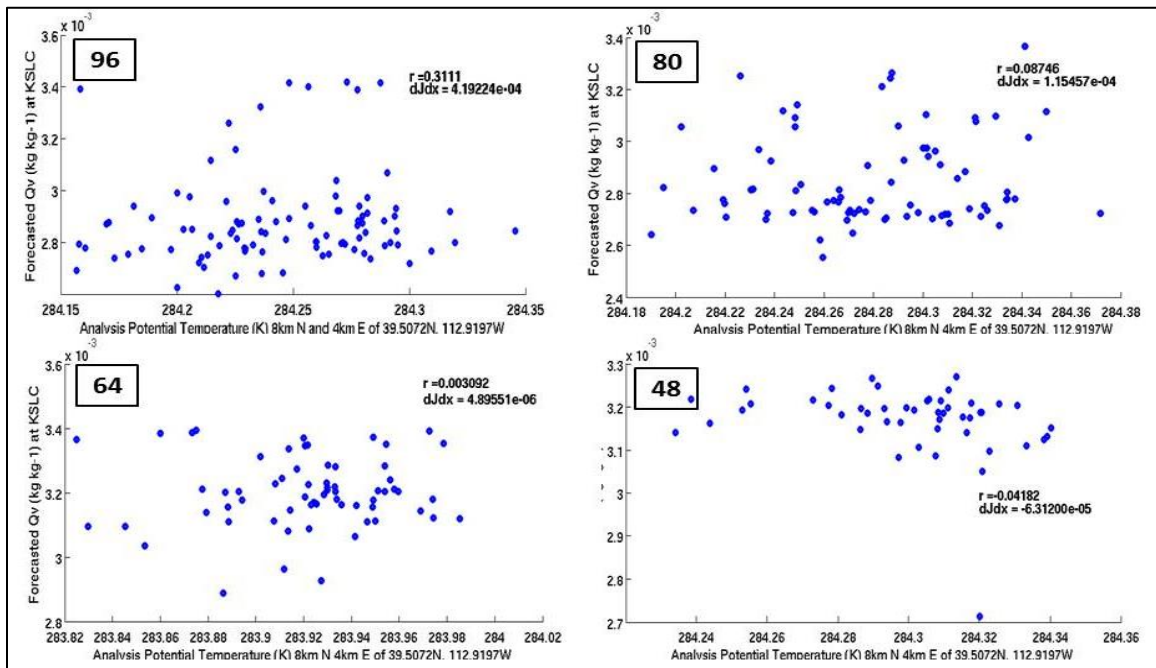 x 10⁻³
96
r =0.3111
dJdx = 4.19224e-04
3.6
3.4
3.2
3
2.8
2.6
Forecasted Qv (kg kg-1) at KSLC
284.15 284.2 284.25 284.3 284.35
Analysis Potential Temperature (K) 8km N and 4km E of 39.5072N. 112.9197W
x 10⁻³
80
r =0.08746
dJdx = 1.15457e-04
3.4
3.2
3
2.8
2.6
2.4
Forecasted Qv (kg kg-1) at KSLC
284.18 284.2 284.22 284.24 284.26 284.28 284.3 284.32 284.34 284.36 284.38
Analysis Potential Temperature (K) 8km N 4km E of 39.5072N. 112.9197W
x 10⁻³
64
r =0.003092
dJdx = 4.89551e-06
3.6
3.4
3.2
3
2.8
Forecasted Qv (kg kg-1) at KSLC
283.82 283.84 283.86 283.88 283.9 283.92 283.94 283.96 283.98 284 284.02
Analysis Potential Temperature (K) 8km N 4km E of 39.5072N. 112.9197W
x 10⁻³
48
3.3
3.2
3.1
3
2.9
2.8
2.7
r =-0.04182
dJdx = -6.31200e-05
284.24 284.26 284.28 284.3 284.32 284.34 284.36
Analysis Potential Temperature (K) 8km N 4km E of 39.5072N. 112.9197W